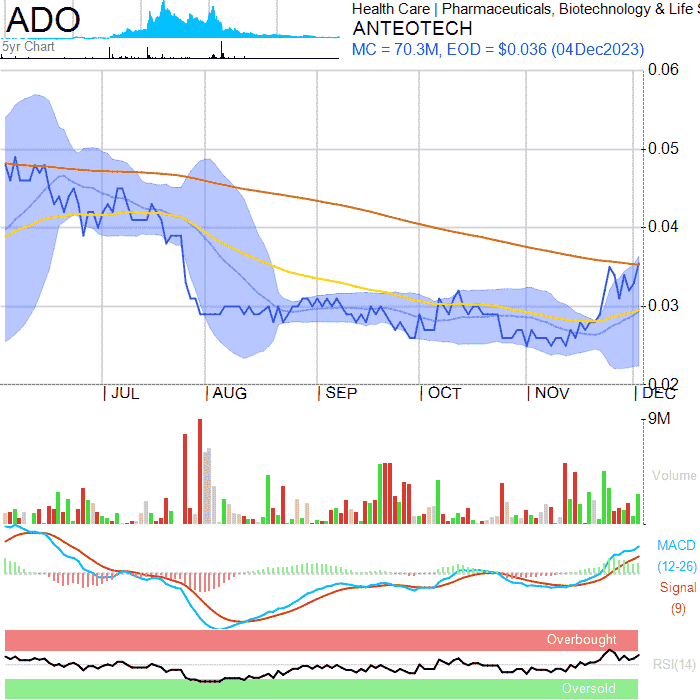 ADO
Health Care | Pharmaceuticals, Biotechnology & Life S
ANTEOTECH
5yr Chart
MC = 70.3M, EOD = $0.036 (04Dec2023)
0.06
0.05
0.04
0.03
0.02
| JUL | AUG | SEP | OCT | NOV | DEC
9M
Volume
MACD
(12-26)
Signal
(9)
Overbought
RSI(14)
Oversold